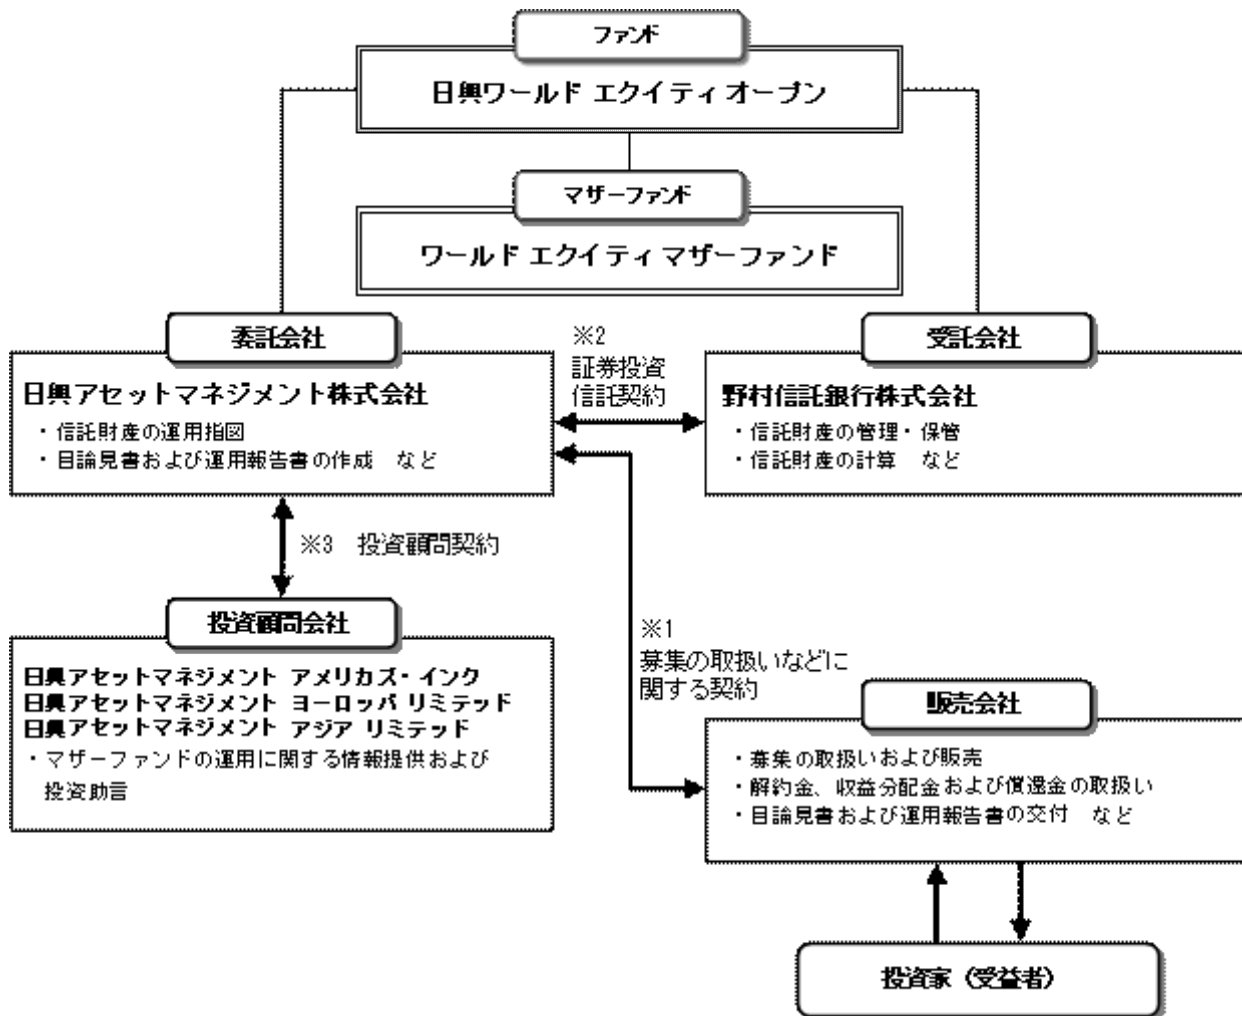 ファンド
日興ワールド エクイティ オープン
マザーファンド
ワールド エクイティ マザーファンド
委託会社
日興アセットマネジメント株式会社
・信託財産の運用指図
・目論見書および運用報告書の作成　など
※2
証券投資
信託契約
受託会社
野村信託銀行株式会社
・信託財産の管理・保管
・信託財産の計算　など
※3　投資顧問契約
投資顧問会社
日興アセットマネジメント アメリカズ・インク
日興アセットマネジメント ヨーロッパ リミテッド
日興アセットマネジメント アジア リミテッド
・マザーファンドの運用に関する情報提供および
投資助言
※1
募集の取扱いなどに
関する契約
販売会社
・募集の取扱いおよび販売
・解約金、収益分配金および償還金の取扱い
・目論見書および運用報告書の交付　など
投資家（受益者）